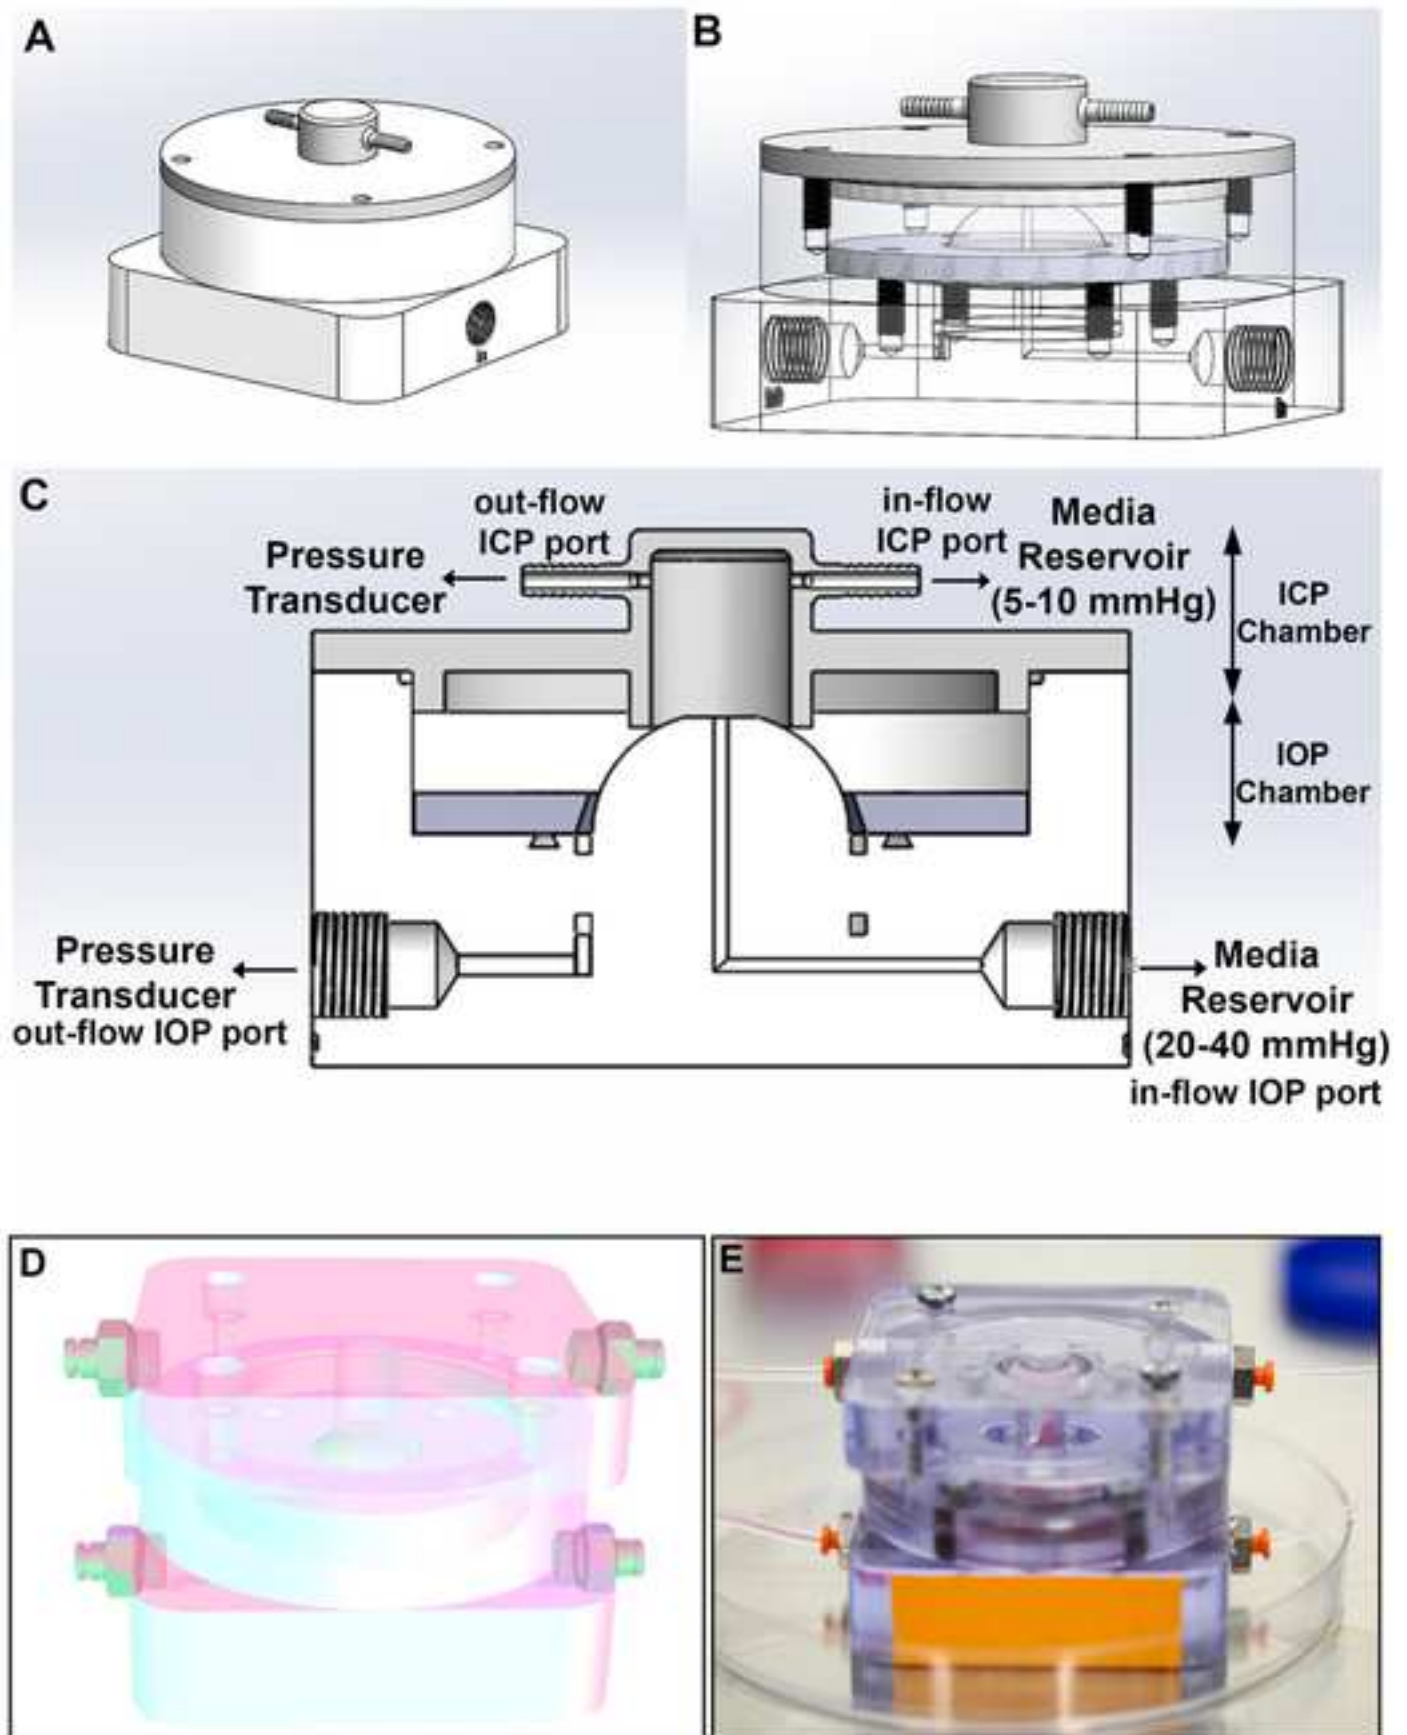 A
B
C
out-flow
ICP port
in-flow
ICP port
Pressure
Transducer
Media
Reservoir
(5-10 mmHg)
ICP
Chamber
IOP
Chamber
Pressure
Transducer
out-flow IOP port
Media
Reservoir
(20-40 mmHg)
in-flow IOP port
D
E